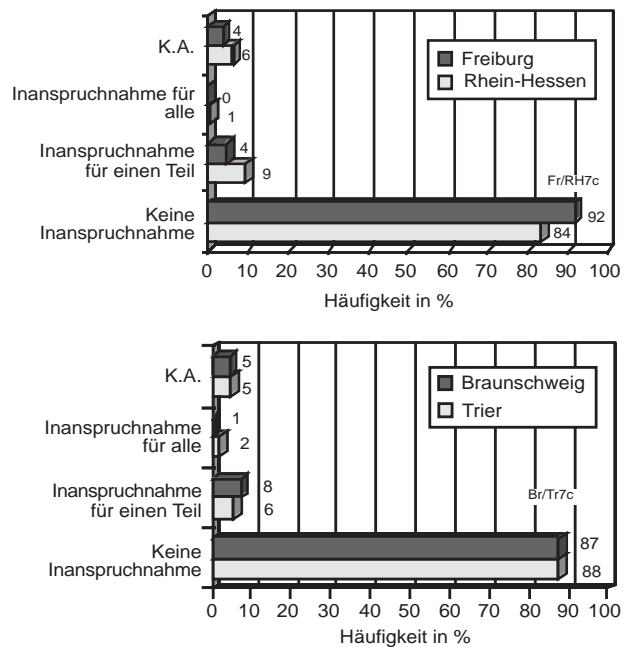 Freiburg
Rhein-Hessen
K.A.
4
6
Inanspruchnahme für
alle
0
1
Inanspruchnahme
für einen Teil
4
9
Fr/RH7c
Keine
Inanspruchnahme
92
84
0 10 20 30 40 50 60 70 80 90 100
Häufigkeit in %
Braunschweig
Trier
K.A.
5
5
Inanspruchnahme
für alle
1
2
Inanspruchnahme
für einen Teil
8
6
Br/Tr7c
Keine
Inanspruchnahme
87
88
0 10 20 30 40 50 60 70 80 90 100
Häufigkeit in %